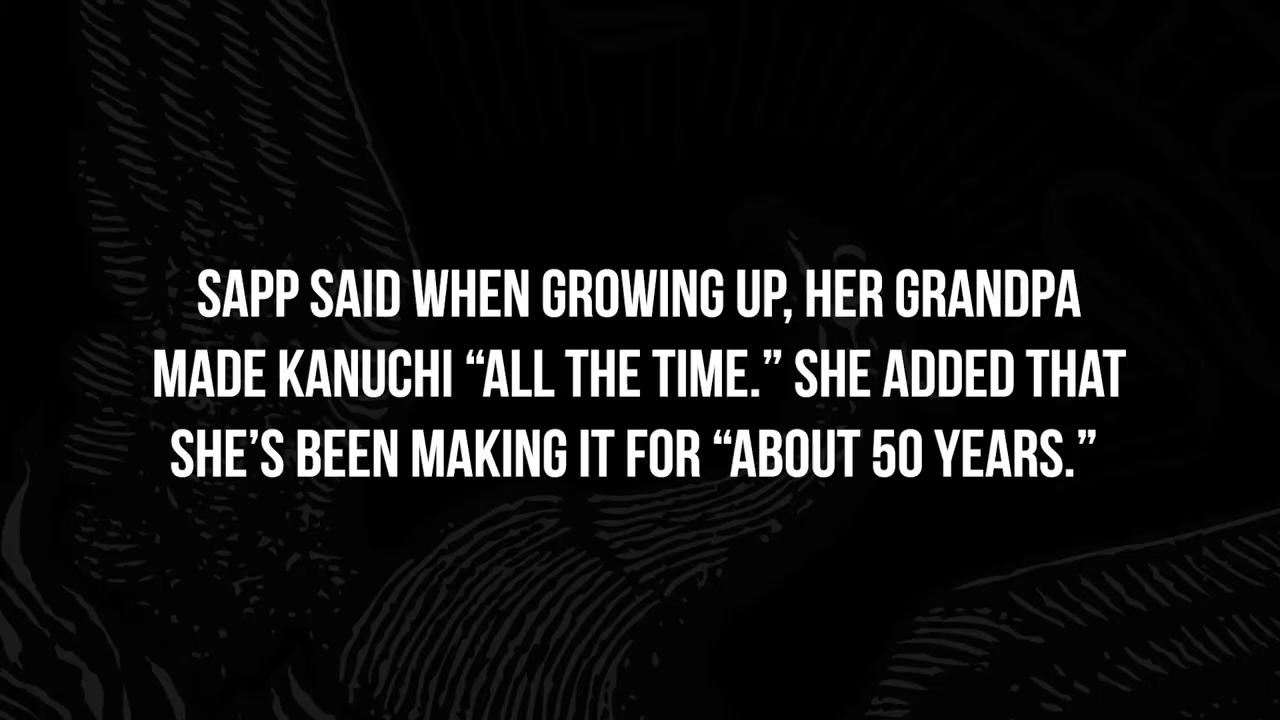 SAPP SAID WHEN GROWING UP, HER GRANDPA
MADE KANUCHI “ALL THE TIME.” SHE ADDED THAT
SHE’S BEEN MAKING IT FOR “ABOUT 50 YEARS.”